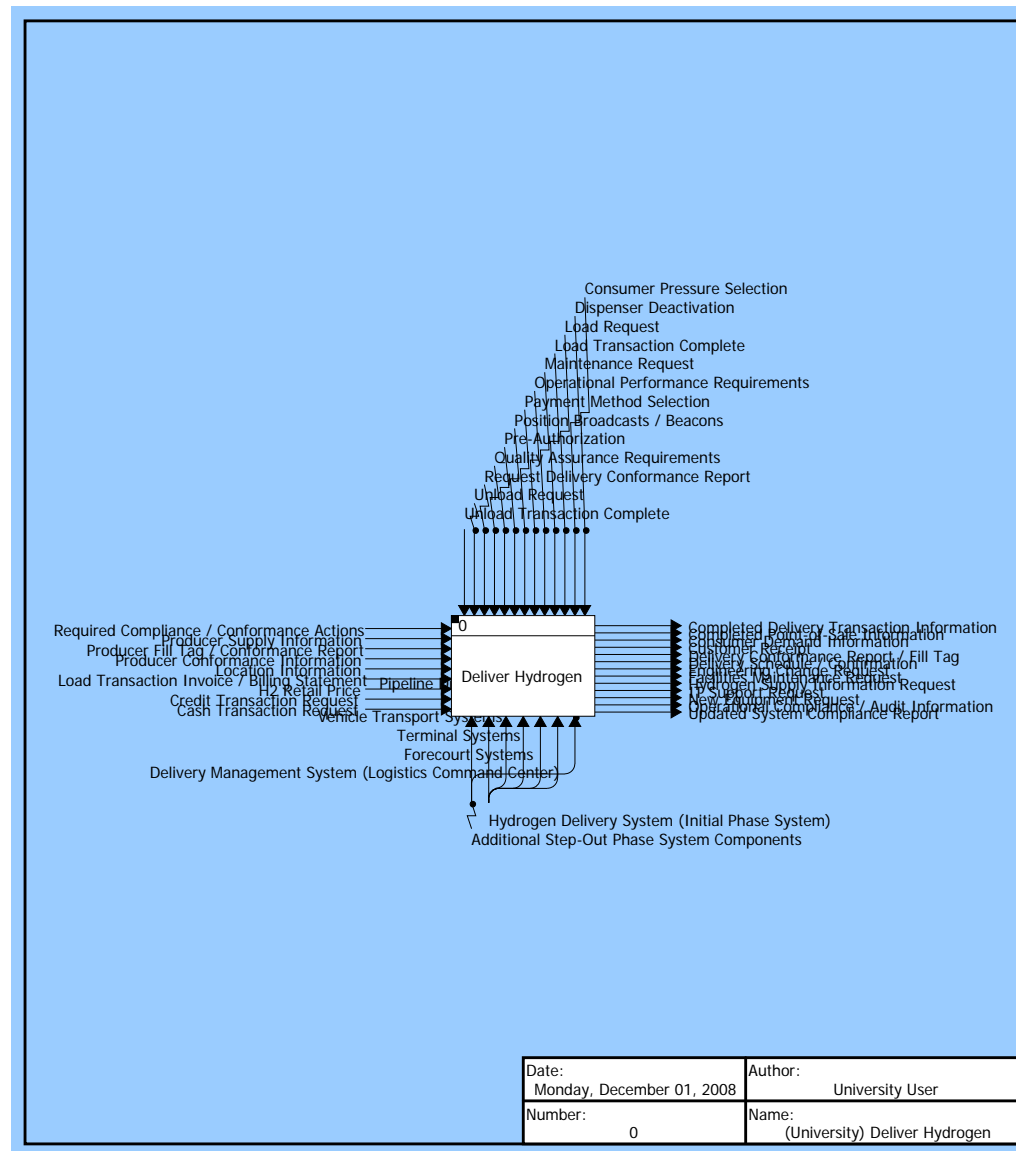 Consumer Pressure Selection
Dispenser Deactivation
Load Request
Load Transaction Complete
Maintenance Request
Operational Performance Requirements
Payment Method Selection
Position Broadcasts / Beacons
Pre-Authorization
Quality Assurance Requirements
Request Delivery Conformance Report
Unload Request
Unload Transaction Complete
0
Deliver Hydrogen
Required Compliance / Conformance Actions
Producer Supply Information
Producer Fill Tag / Conformance Report
Producer Conformance Information
Location Information
Load Transaction Invoice / Billing Statement
H2 Retail Price
Credit Transaction Request
Cash Transaction Request
Completed Delivery Transaction Information
Completed Point-of-Sale Information
Consumer Demand Information
Customer Receipt
Delivery Conformance Report / Fill Tag
Delivery Schedule / Confirmation
Engineering Change Request
Facilities Maintenance Request
Hydrogen Supply Information Request
IT Support Request
New Equipment Request
Operational Compliance / Audit Information
Updated System Compliance Report
Pipeline
Vehicle Transport Systems
Terminal Systems
Forecourt Systems
Delivery Management System (Logistics Command Center)
Hydrogen Delivery System (Initial Phase System)
Additional Step-Out Phase System Components
Date:
Monday, December 01, 2008
Author:
University User
Number:
0
Name:
(University) Deliver Hydrogen